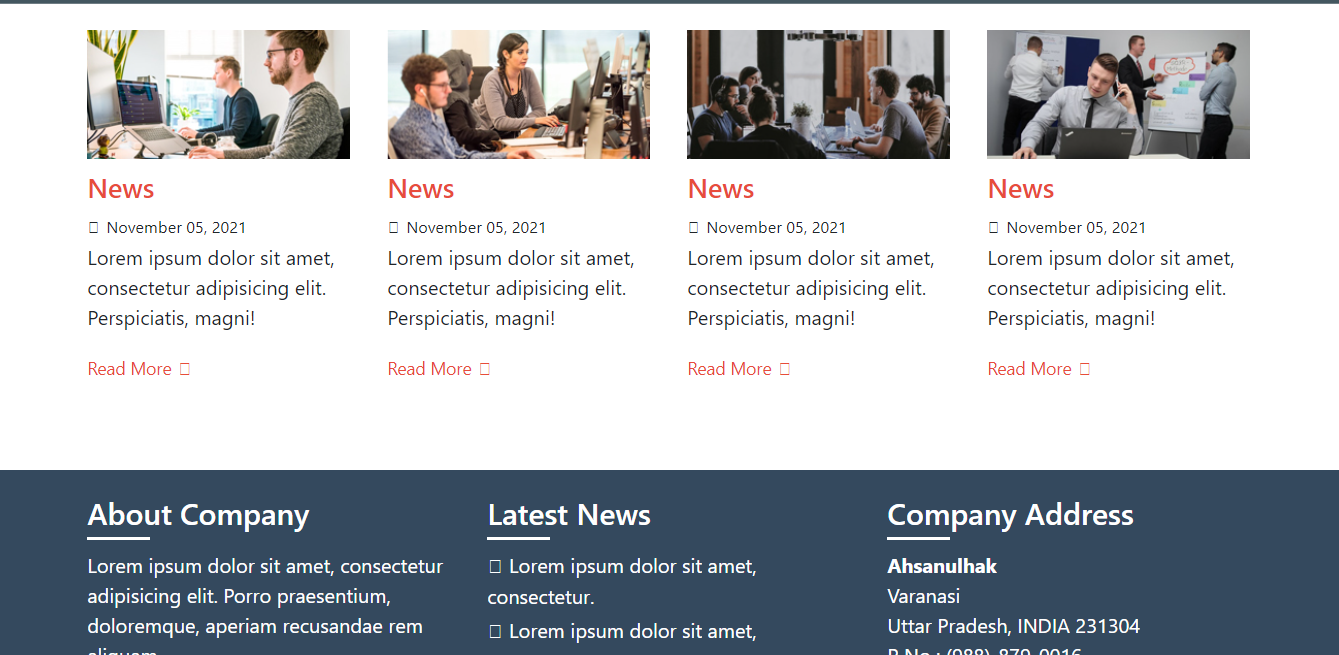 News
November 05, 2021
Lorem ipsum dolor sit amet,
consectetur adipisicing elit.
Perspiciatis, magni!
Read More
News
November 05, 2021
Lorem ipsum dolor sit amet,
consectetur adipisicing elit.
Perspiciatis, magni!
Read More
News
November 05, 2021
Lorem ipsum dolor sit amet,
consectetur adipisicing elit.
Perspiciatis, magni!
Read More
News
November 05, 2021
Lorem ipsum dolor sit amet,
consectetur adipisicing elit.
Perspiciatis, magni!
Read More
About Company
Lorem ipsum dolor sit amet, consectetur
adipisicing elit. Porro praesentium,
doloremque, aperiam recusandae rem
aliquam
Latest News
Lorem ipsum dolor sit amet,
consectetur.
Lorem ipsum dolor sit amet,
Company Address
Ahsanulhak
Varanasi
Uttar Pradesh, INDIA 231304
P.No.: (988)-879-0016